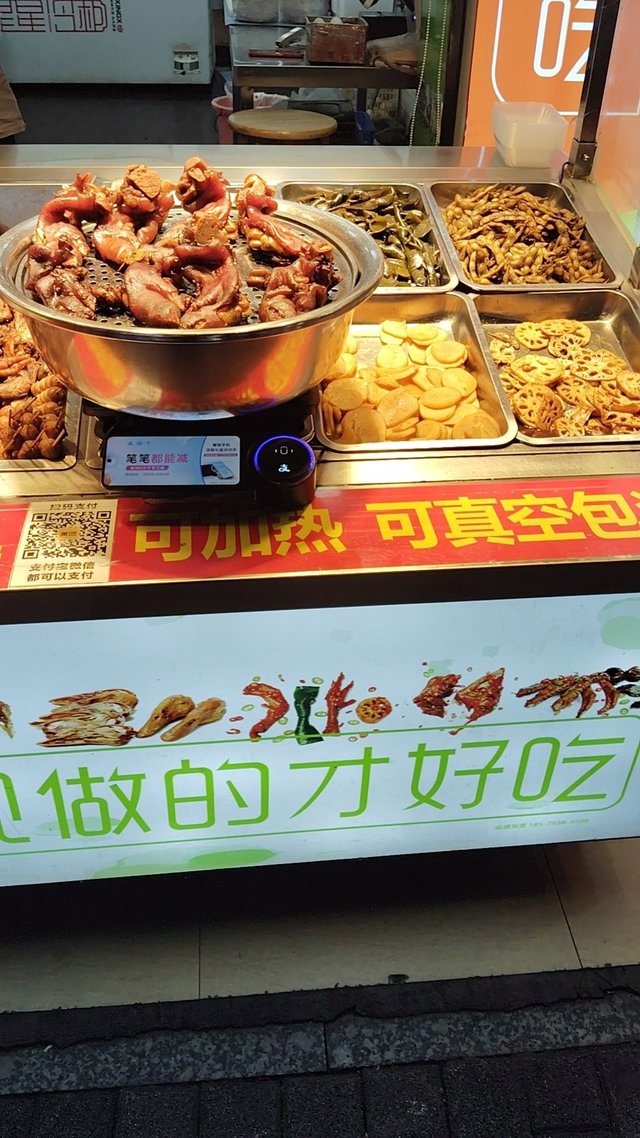 吃
笔笔都能减
扫码支付
支付宝微信
都可以支付
可加热 可真空包
做的才好吃